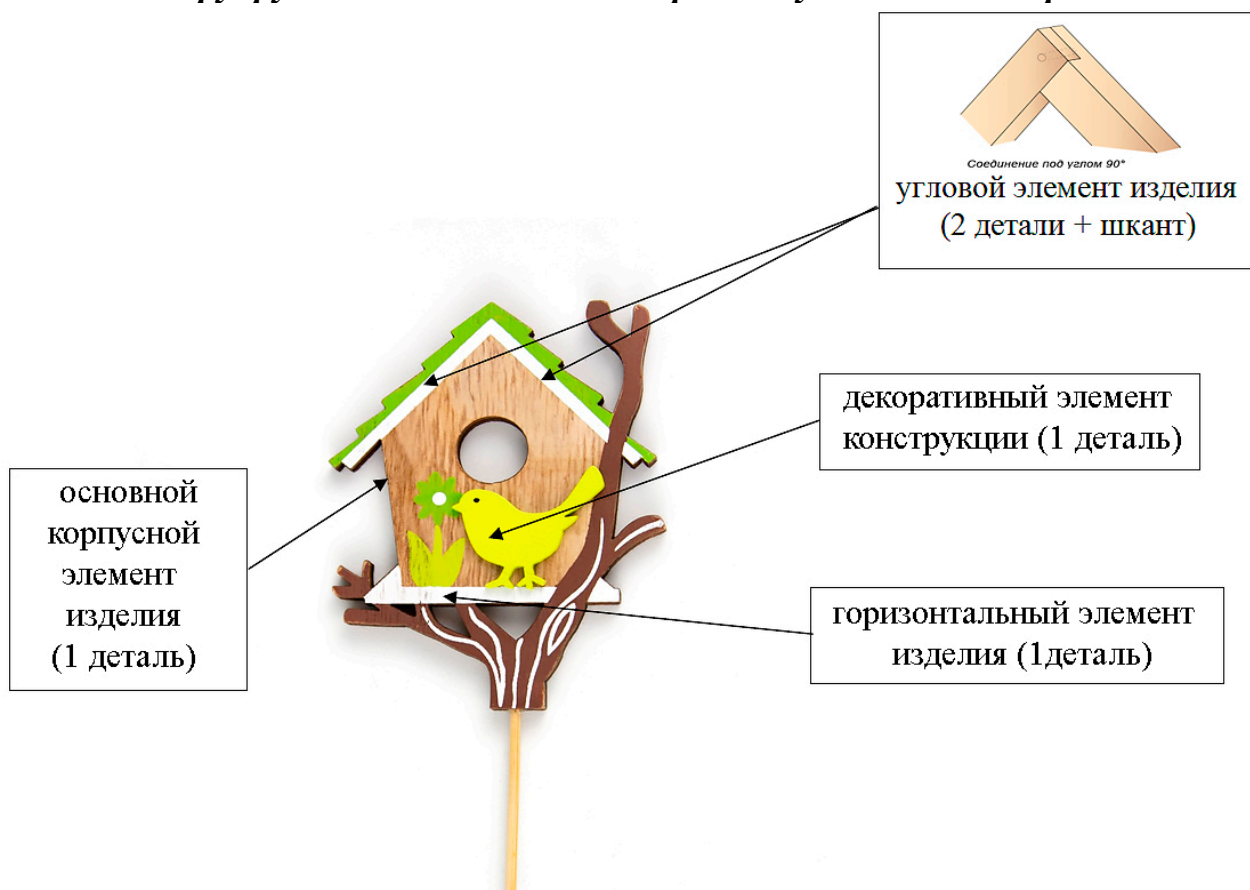 Соединение под углом 90°
угловой элемент изделия
(2 детали + шкант)
декоративный элемент
конструкции (1 деталь)
основной
корпусной
элемент
изделия
(1 деталь)
горизонтальный элемент
изделия (1деталь)